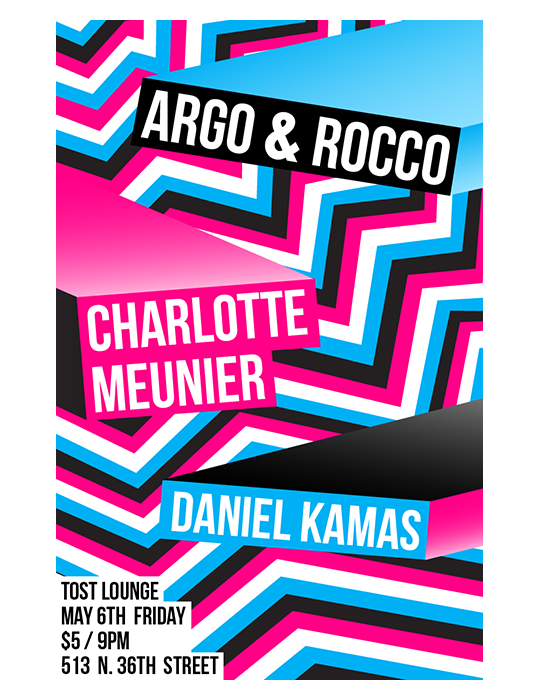 ARGO & ROCCO
CHARLOTTE
MEUNIER
DANIEL KAMAS
TOST LOUNGE
MAY 6TH FRIDAY
$5 / 9PM
513 N. 36TH STREET